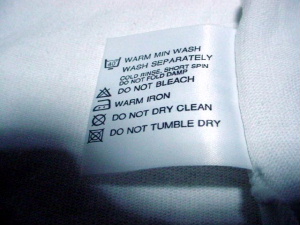 40 WARM MIN WASH
WASH SEPARATELY
COLD RINSE, SHORT SPIN
DO NOT FOLD DAMP
DO NOT BLEACH
WARM IRON
DO NOT DRY CLEAN
DO NOT TUMBLE DRY